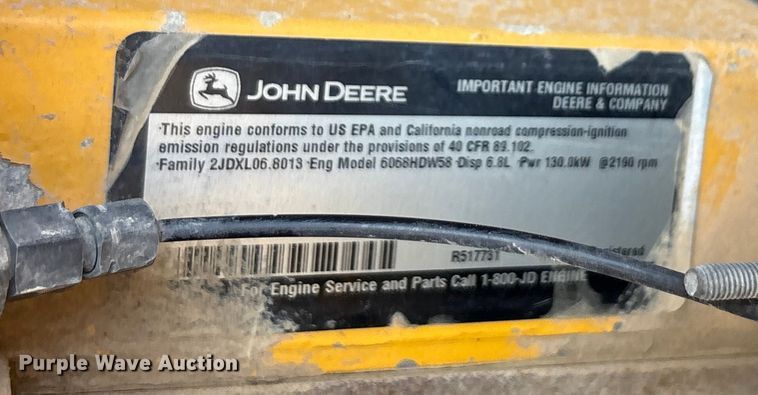 JOHN DEERE
IMPORTANT ENGINE INFORMATION
DEERE & COMPANY
•This engine conforms to US EPA and California nonroad compression-ignition
emission regulations under the provisions of 40 CFR 89.102.
•Family 2JDXL06.8013 •Eng Model 6068HDW58 •Disp 6.8L •Pwr 130.0kW @2190 rpm
R517731
For Engine Service and Parts Call 1-800-JD ENGINE
Purple Wave Auction